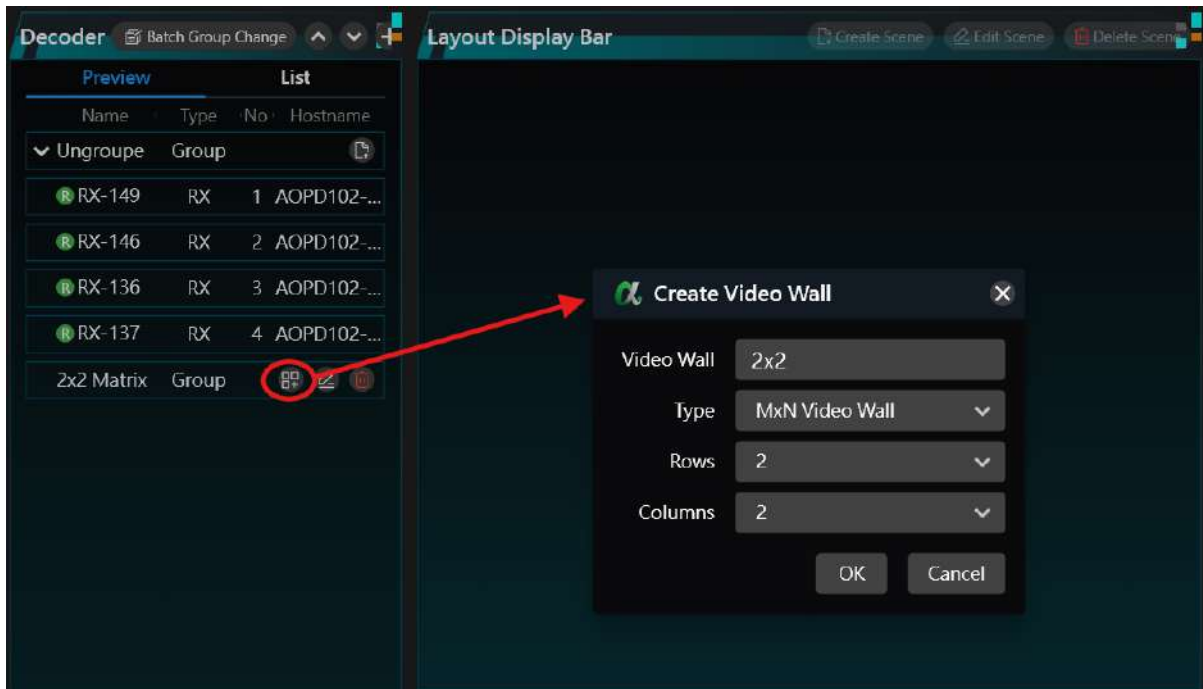 Decoder Batch Group Change
Layout Display Bar Create Scene Edit Scene Delete Scene
Preview List
Name Type No Hostname
Ungroupe Group
R RX-149 RX 1 AOPD102-...
R RX-146 RX 2 AOPD102-...
R RX-136 RX 3 AOPD102-...
R RX-137 RX 4 AOPD102-...
2x2 Matrix Group
Create Video Wall
Video Wall 2x2
Type MxN Video Wall
Rows 2
Columns 2
OK Cancel